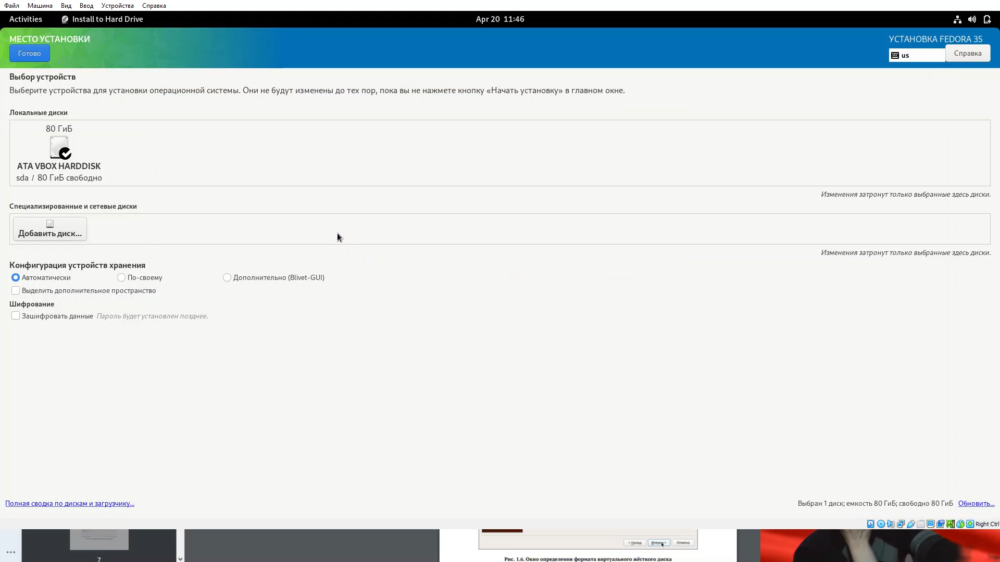 Файл Машина Вид Ввод Устройства Справка
Activities Install to Hard Drive Apr 20 11:46
МЕСТО УСТАНОВКИ УСТАНОВКА FEDORA 35
Готово us Справка
Выбор устройств
Выберите устройства для установки операционной системы. Они не будут изменены до тех пор, пока вы не нажмете кнопку «Начать установку» в главном окне.
Локальные диски
80 ГиБ
ATA VBOX HARDDISK
sda / 80 ГиБ свободно
Изменения затронут только выбранные здесь диски.
Специализированные и сетевые диски
Добавить диск...
Изменения затронут только выбранные здесь диски.
Конфигурация устройств хранения
Автоматически По-своему Дополнительно (Blivet-GUI)
Выделить дополнительное пространство
Шифрование
Зашифровать данные Пароль будет установлен позднее.
Полная сводка по дискам и загрузчику... Выбран 1 диск; емкость 80 ГиБ; свободно 80 ГиБ Обновить...
Right Ctrl
< Назад Вперед > Отмена
7
Рис. 1.6. Окно определения формата виртуального жёсткого диска